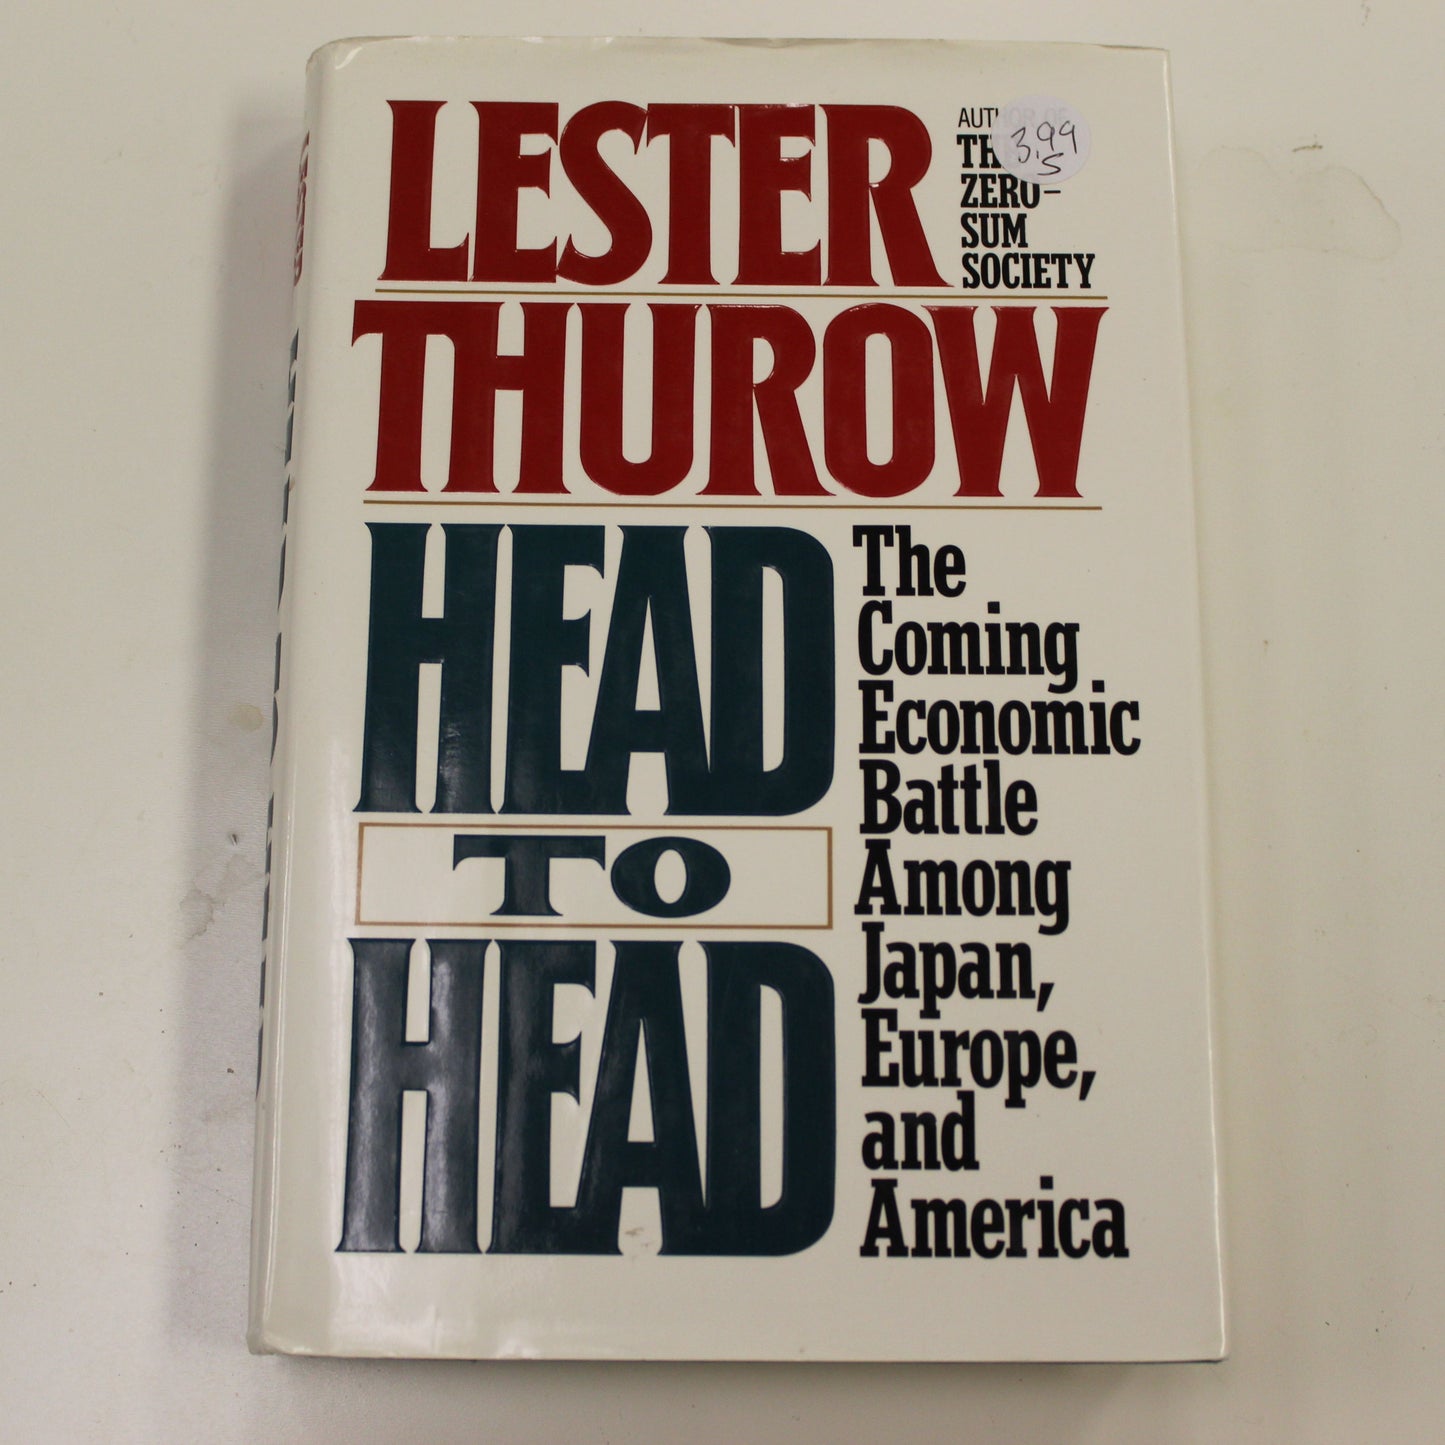 LESTER
THUROW
AUTHOR OF
THE
ZERO-
SUM
SOCIETY
3.99
S
HEAD
TO
HEAD
The
Coming
Economic
Battle
Among
Japan,
Europe,
and
America